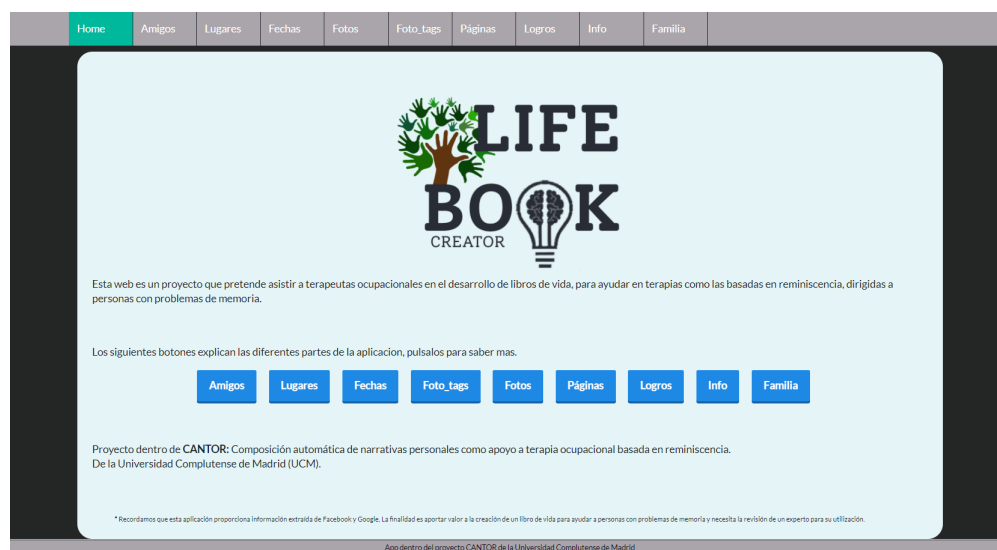 Home Amigos Lugares Fechas Fotos Foto_tags Páginas Logros Info Familia
LIFE
BOOK
CREATOR
Esta web es un proyecto que pretende asistir a terapeutas ocupacionales en el desarrollo de libros de vida, para ayudar en terapias como las basadas en reminiscencia, dirigidas a
personas con problemas de memoria.
Los siguientes botones explican las diferentes partes de la aplicacion, pulsalos para saber mas.
Amigos Lugares Fechas Foto_tags Fotos Páginas Logros Info Familia
Proyecto dentro de CANTOR: Composición automática de narrativas personales como apoyo a terapia ocupacional basada en reminiscencia.
De la Universidad Complutense de Madrid (UCM).
* Recordamos que esta aplicación proporciona información extraída de Facebook y Google. La finalidad es aportar valor a la creación de un libro de vida para ayudar a personas con problemas de memoria y necesita la revisión de un experto para su utilización.
App dentro del proyecto CANTOR de la Universidad Complutense de Madrid